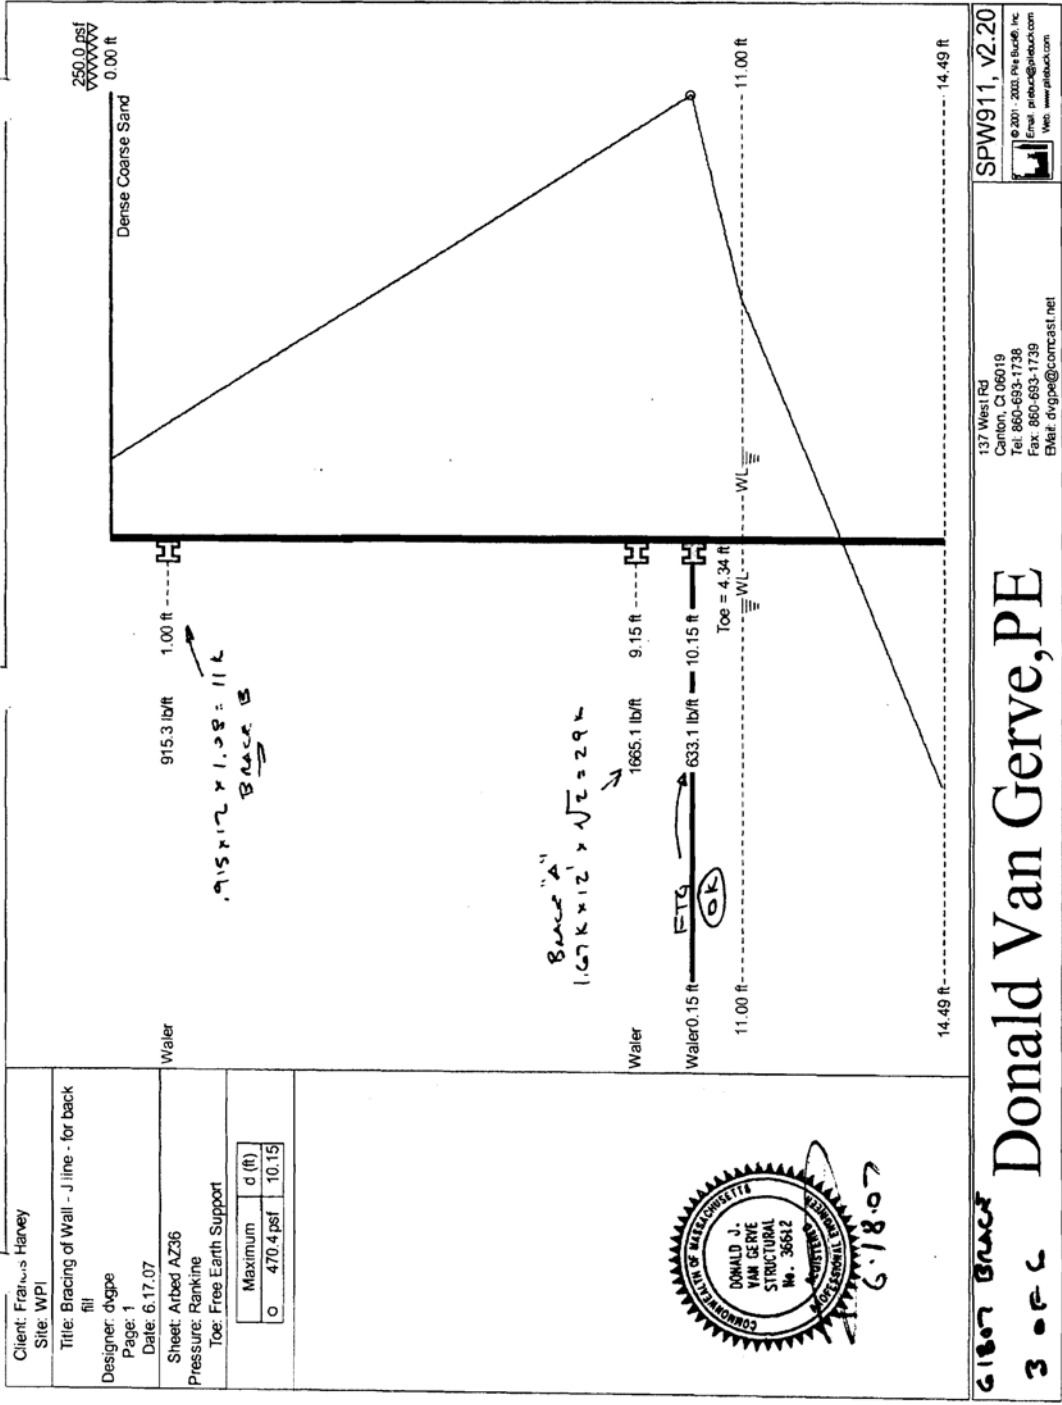 Client: Francis Harvey
Site: WPI
Title: Bracing of Wall - J line - for back
fill
Designer: dvgpe
Page: 1
Date: 6.17.07
Sheet: Arbed AZ36
Pressure: Rankine
Toe: Free Earth Support
Maximum d (ft)
o 470.4 psf 10.15
COMMONWEALTH OF MASSACHUSETTS
DONALD J.
VAN GERVE
STRUCTURAL
No. 36612
REGISTERED
PROFESSIONAL ENGINEER
6.18.07
250.0 psf
0.00 ft
Dense Coarse Sand
Waler 915.3 lb/ft 1.00 ft
.915x12 x 1.08 = 11 k
BRACE B
BRACE "A"
1.67 K x 12' x √2 = 29 K
Waler 1665.1 lb/ft 9.15 ft
Waler0.15 ft 633.1 lb/ft 10.15 ft
FTG
OK
Toe = 4.34 ft
11.00 ft WL WL 11.00 ft
14.49 ft 14.49 ft
61807 BRACE
3 OF 6
Donald Van Gerve,PE
137 West Rd
Canton, Ct 06019
Tel: 860-693-1738
Fax: 860-693-1739
EMail: dvgpe@comcast.net
SPW911, v2.20
© 2001 - 2003, Pile Buck®, Inc.
Email: pilebuck@pilebuck.com
Web: www.pilebuck.com